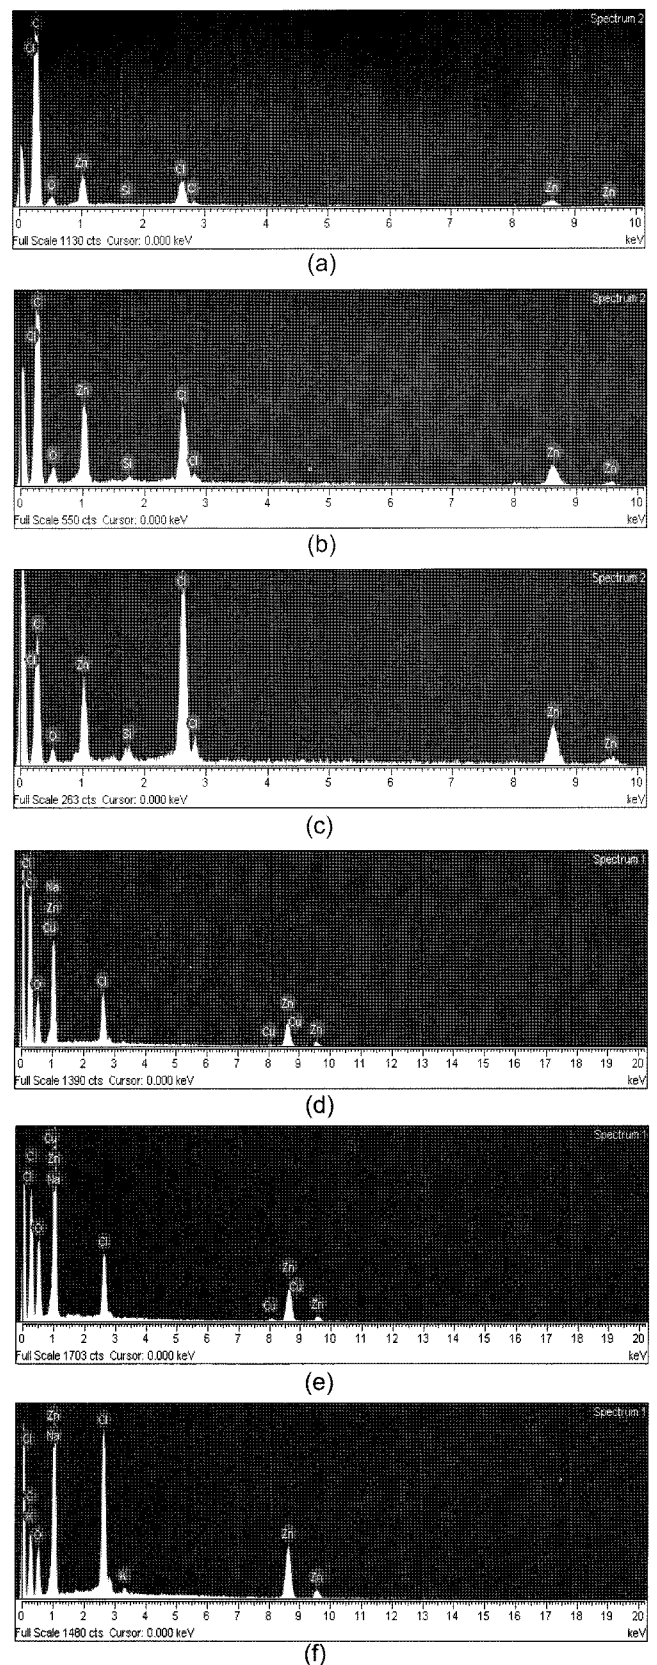 Spectrum 2
C
Cl
O
Zn
Si
Cl
Cl
Zn
Zn
0 1 2 3 4 5 6 7 8 9 10
Full Scale 1130 cts Cursor: 0.000 keV keV
(a)
Spectrum 2
C
Cl
O
Zn
Si
Cl
Cl
Zn
Zn
0 1 2 3 4 5 6 7 8 9 10
Full Scale 550 cts Cursor: 0.000 keV keV
(b)
Spectrum 2
C
Cl
O
Zn
Si
Cl
Cl
Zn
Zn
0 1 2 3 4 5 6 7 8 9 10
Full Scale 263 cts Cursor: 0.000 keV keV
(c)
Spectrum 1
Na
Zn
Cu
Cl
Zn
Cu
Cu
Zn
0 1 2 3 4 5 6 7 8 9 10 11 12 13 14 15 16 17 18 19 20
Full Scale 1390 cts Cursor: 0.000 keV keV
(d)
Spectrum 1
Cu
Zn
Na
Cl
Zn
Cu
Cu
Zn
0 1 2 3 4 5 6 7 8 9 10 11 12 13 14 15 16 17 18 19 20
Full Scale 1703 cts Cursor: 0.000 keV keV
(e)
Spectrum 1
Zn
Na
Cl
Cl
Zn
Zn
0 1 2 3 4 5 6 7 8 9 10 11 12 13 14 15 16 17 18 19 20
Full Scale 1480 cts Cursor: 0.000 keV keV
(f)